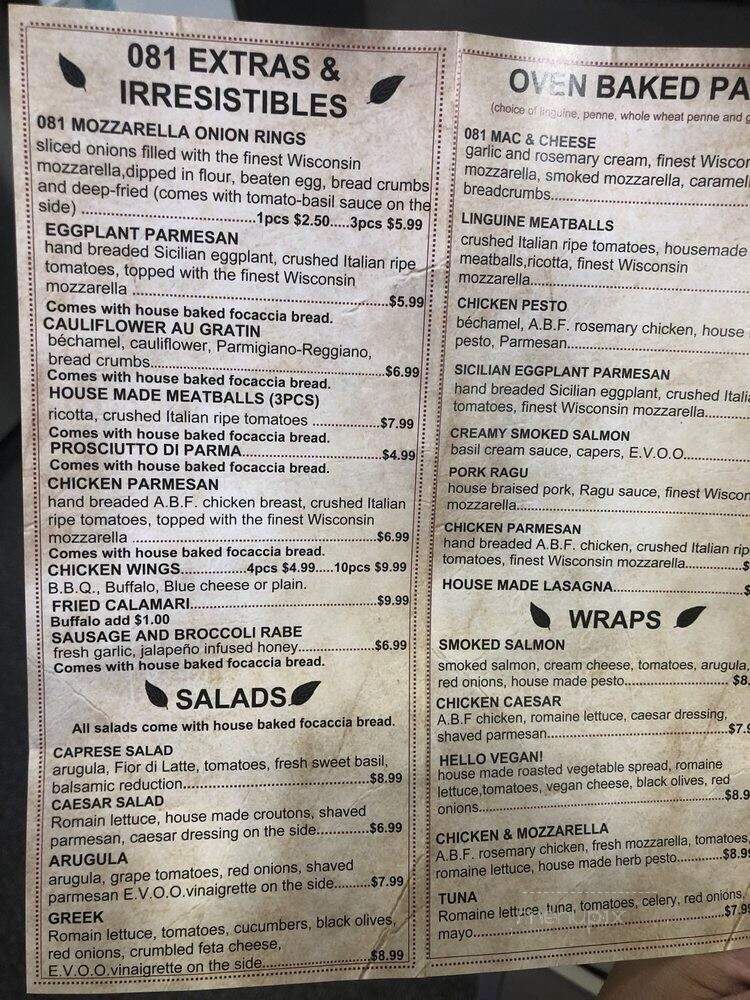 081 EXTRAS &
IRRESISTIBLES
081 MOZZARELLA ONION RINGS
sliced onions filled with the finest Wisconsin
mozzarella,dipped in flour, beaten egg, bread crumbs
and deep-fried (comes with tomato-basil sauce on the
side) ..............................1pcs $2.50.....3pcs $5.99
EGGPLANT PARMESAN
hand breaded Sicilian eggplant, crushed Italian ripe
tomatoes, topped with the finest Wisconsin
mozzarella ............................................$5.99
Comes with house baked focaccia bread.
CAULIFLOWER AU GRATIN
béchamel, cauliflower, Parmigiano-Reggiano,
bread crumbs........................................$6.99
Comes with house baked focaccia bread.
HOUSE MADE MEATBALLS (3PCS)
ricotta, crushed Italian ripe tomatoes ............$7.99
Comes with house baked focaccia bread.
PROSCIUTTO DI PARMA........................$4.99
Comes with house baked focaccia bread.
CHICKEN PARMESAN
hand breaded A.B.F. chicken breast, crushed Italian
ripe tomatoes, topped with the finest Wisconsin
mozzarella ..........................................$6.99
Comes with house baked focaccia bread.
CHICKEN WINGS............4pcs $4.99....10pcs $9.99
B.B.Q., Buffalo, Blue cheese or plain.
FRIED CALAMARI................................$9.99
Buffalo add $1.00
SAUSAGE AND BROCCOLI RABE
fresh garlic, jalapeño infused honey..............$6.99
Comes with house baked focaccia bread.
SALADS
All salads come with house baked focaccia bread.
CAPRESE SALAD
arugula, Fior di Latte, tomatoes, fresh sweet basil,
balsamic reduction................................$8.99
CAESAR SALAD
Romain lettuce, house made croutons, shaved
parmesan, caesar dressing on the side..........$6.99
ARUGULA
arugula, grape tomatoes, red onions, shaved
parmesan E.V.O.O.vinaigrette on the side.......$7.99
GREEK
Romain lettuce, tomatoes, cucumbers, black olives,
red onions, crumbled feta cheese,
E.V.O.O.vinaigrette on the side....................$8.99
OVEN BAKED PA
(choice of linguine, penne, whole wheat penne and g
081 MAC & CHEESE
garlic and rosemary cream, finest Wiscon
mozzarella, smoked mozzarella, caramel
breadcrumbs..............................
LINGUINE MEATBALLS
crushed Italian ripe tomatoes, housemade
meatballs,ricotta, finest Wisconsin
mozzarella..............................
CHICKEN PESTO
béchamel, A.B.F. rosemary chicken, house
pesto, Parmesan..............................
SICILIAN EGGPLANT PARMESAN
hand breaded Sicilian eggplant, crushed Itali
tomatoes, finest Wisconsin mozzarella........
CREAMY SMOKED SALMON
basil cream sauce, capers, E.V.O.O............
PORK RAGU
house braised pork, Ragu sauce, finest Wiscon
mozzarella..............................
CHICKEN PARMESAN
hand breaded A.B.F. chicken, crushed Italian rip
tomatoes, finest Wisconsin mozzarella............$
HOUSE MADE LASAGNA..........................$
WRAPS
SMOKED SALMON
smoked salmon, cream cheese, tomatoes, arugula,
red onions, house made pesto..................... $8.
CHICKEN CAESAR
A.B.F chicken, romaine lettuce, caesar dressing,
shaved parmesan.................................$7.9
HELLO VEGAN!
house made roasted vegetable spread, romaine
lettuce,tomatoes, vegan cheese, black olives, red
onions...........................................$8.9
CHICKEN & MOZZARELLA
A.B.F. rosemary chicken, fresh mozzarella, tomatoes,
romaine lettuce, house made herb pesto...........$8.99
TUNA
Romaine lettuce, tuna, tomatoes, celery, red onions,
mayo.............................................$7.99